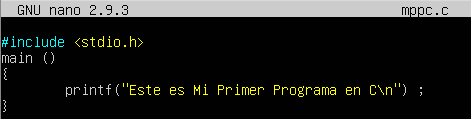 GNU nano 2.9.3 mppc.c
#include <stdio.h>
main ()
{
printf("Este es Mi Primer Programa en C\n") ;
}